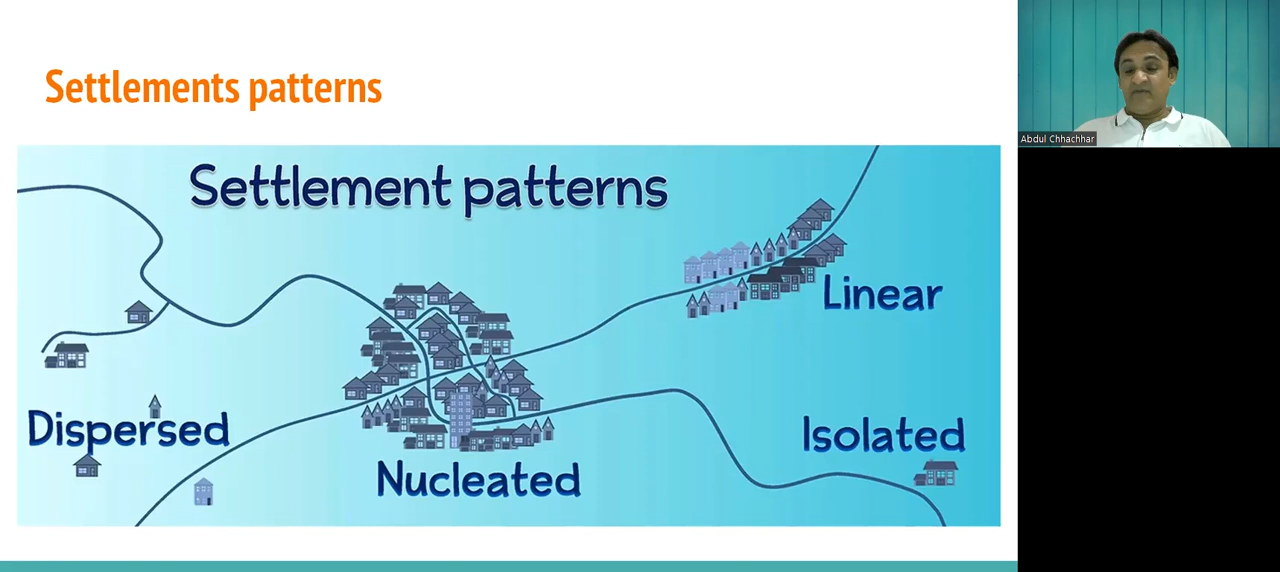 Settlements patterns
Abdul Chhachhar
Settlement patterns
Linear
Dispersed
Isolated
Nucleated